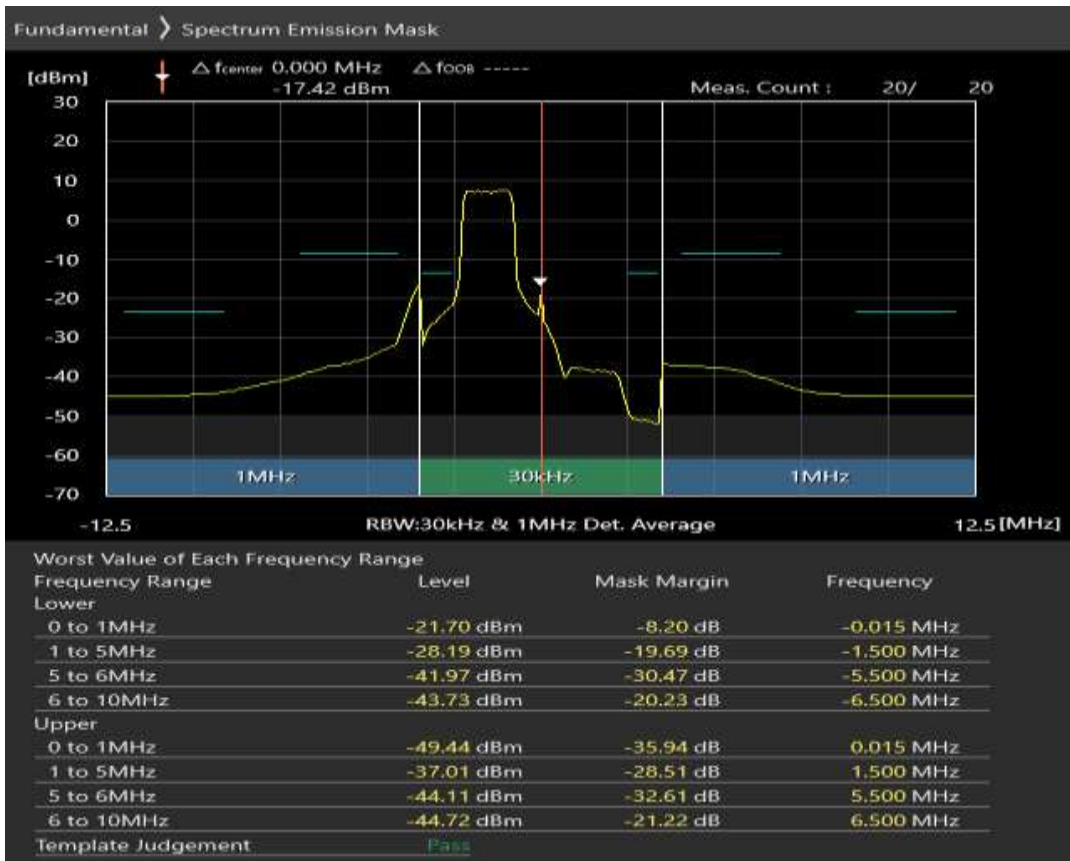 Fundamental ❭ Spectrum Emission Mask
[dBm] Δ fcenter 0.000 MHz Δ fOOB -----
-17.42 dBm Meas. Count : 20/ 20
30
20
10
0
-10
-20
-30
-40
-50
-60
1MHz 30kHz 1MHz
-70
-12.5 RBW:30kHz & 1MHz Det. Average 12.5 [MHz]
Worst Value of Each Frequency Range
Frequency Range Level Mask Margin Frequency
Lower
0 to 1MHz -21.70 dBm -8.20 dB -0.015 MHz
1 to 5MHz -28.19 dBm -19.69 dB -1.500 MHz
5 to 6MHz -41.97 dBm -30.47 dB -5.500 MHz
6 to 10MHz -43.73 dBm -20.23 dB -6.500 MHz
Upper
0 to 1MHz -49.44 dBm -35.94 dB 0.015 MHz
1 to 5MHz -37.01 dBm -28.51 dB 1.500 MHz
5 to 6MHz -44.11 dBm -32.61 dB 5.500 MHz
6 to 10MHz -44.72 dBm -21.22 dB 6.500 MHz
Template Judgement Pass